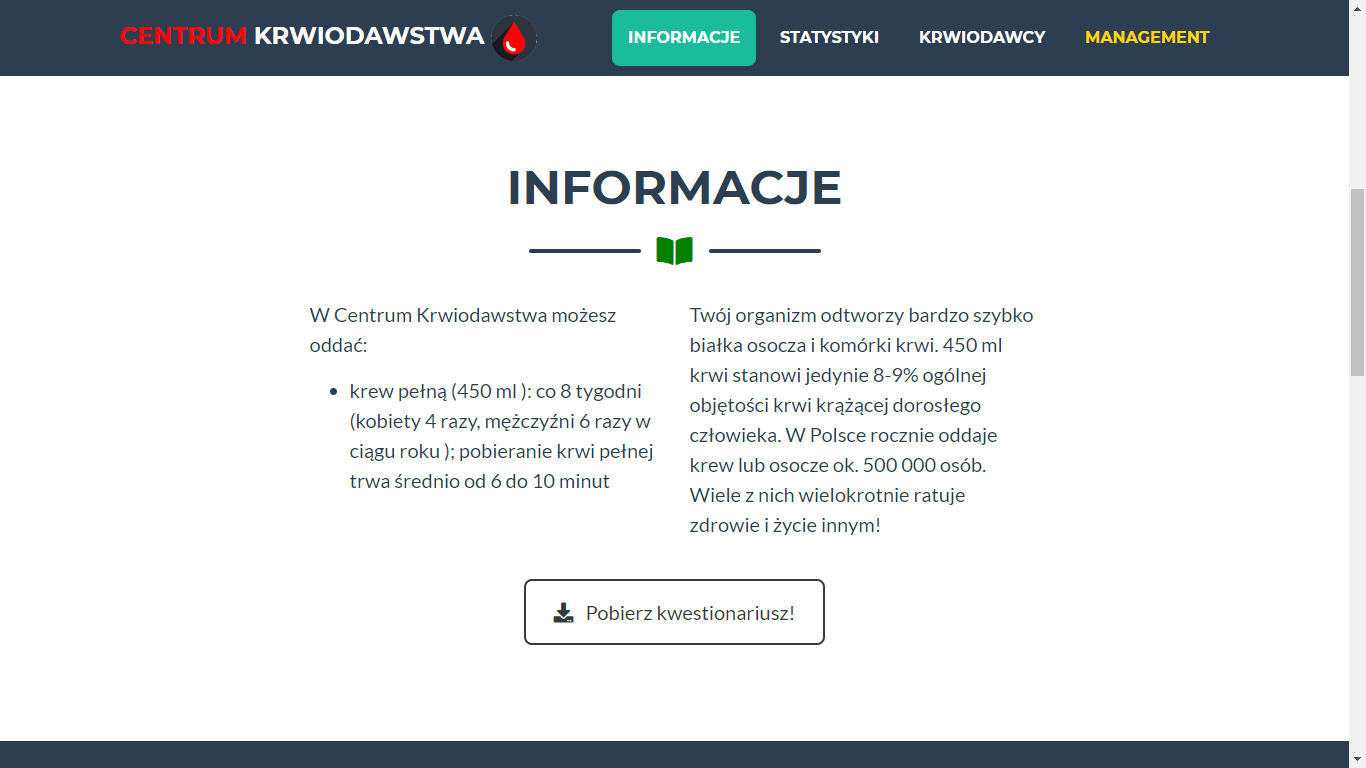 CENTRUM KRWIODAWSTWA
INFORMACJE
STATYSTYKI
KRWIODAWCY
MANAGEMENT
INFORMACJE
W Centrum Krwiodawstwa możesz
oddać:
krew pełną (450 ml ): co 8 tygodni
(kobiety 4 razy, mężczyźni 6 razy w
ciągu roku ); pobieranie krwi pełnej
trwa średnio od 6 do 10 minut
Twój organizm odtworzy bardzo szybko
białka osocza i komórki krwi. 450 ml
krwi stanowi jedynie 8-9% ogólnej
objętości krwi krążącej dorosłego
człowieka. W Polsce rocznie oddaje
krew lub osocze ok. 500 000 osób.
Wiele z nich wielokrotnie ratuje
zdrowie i życie innym!
Pobierz kwestionariusz!